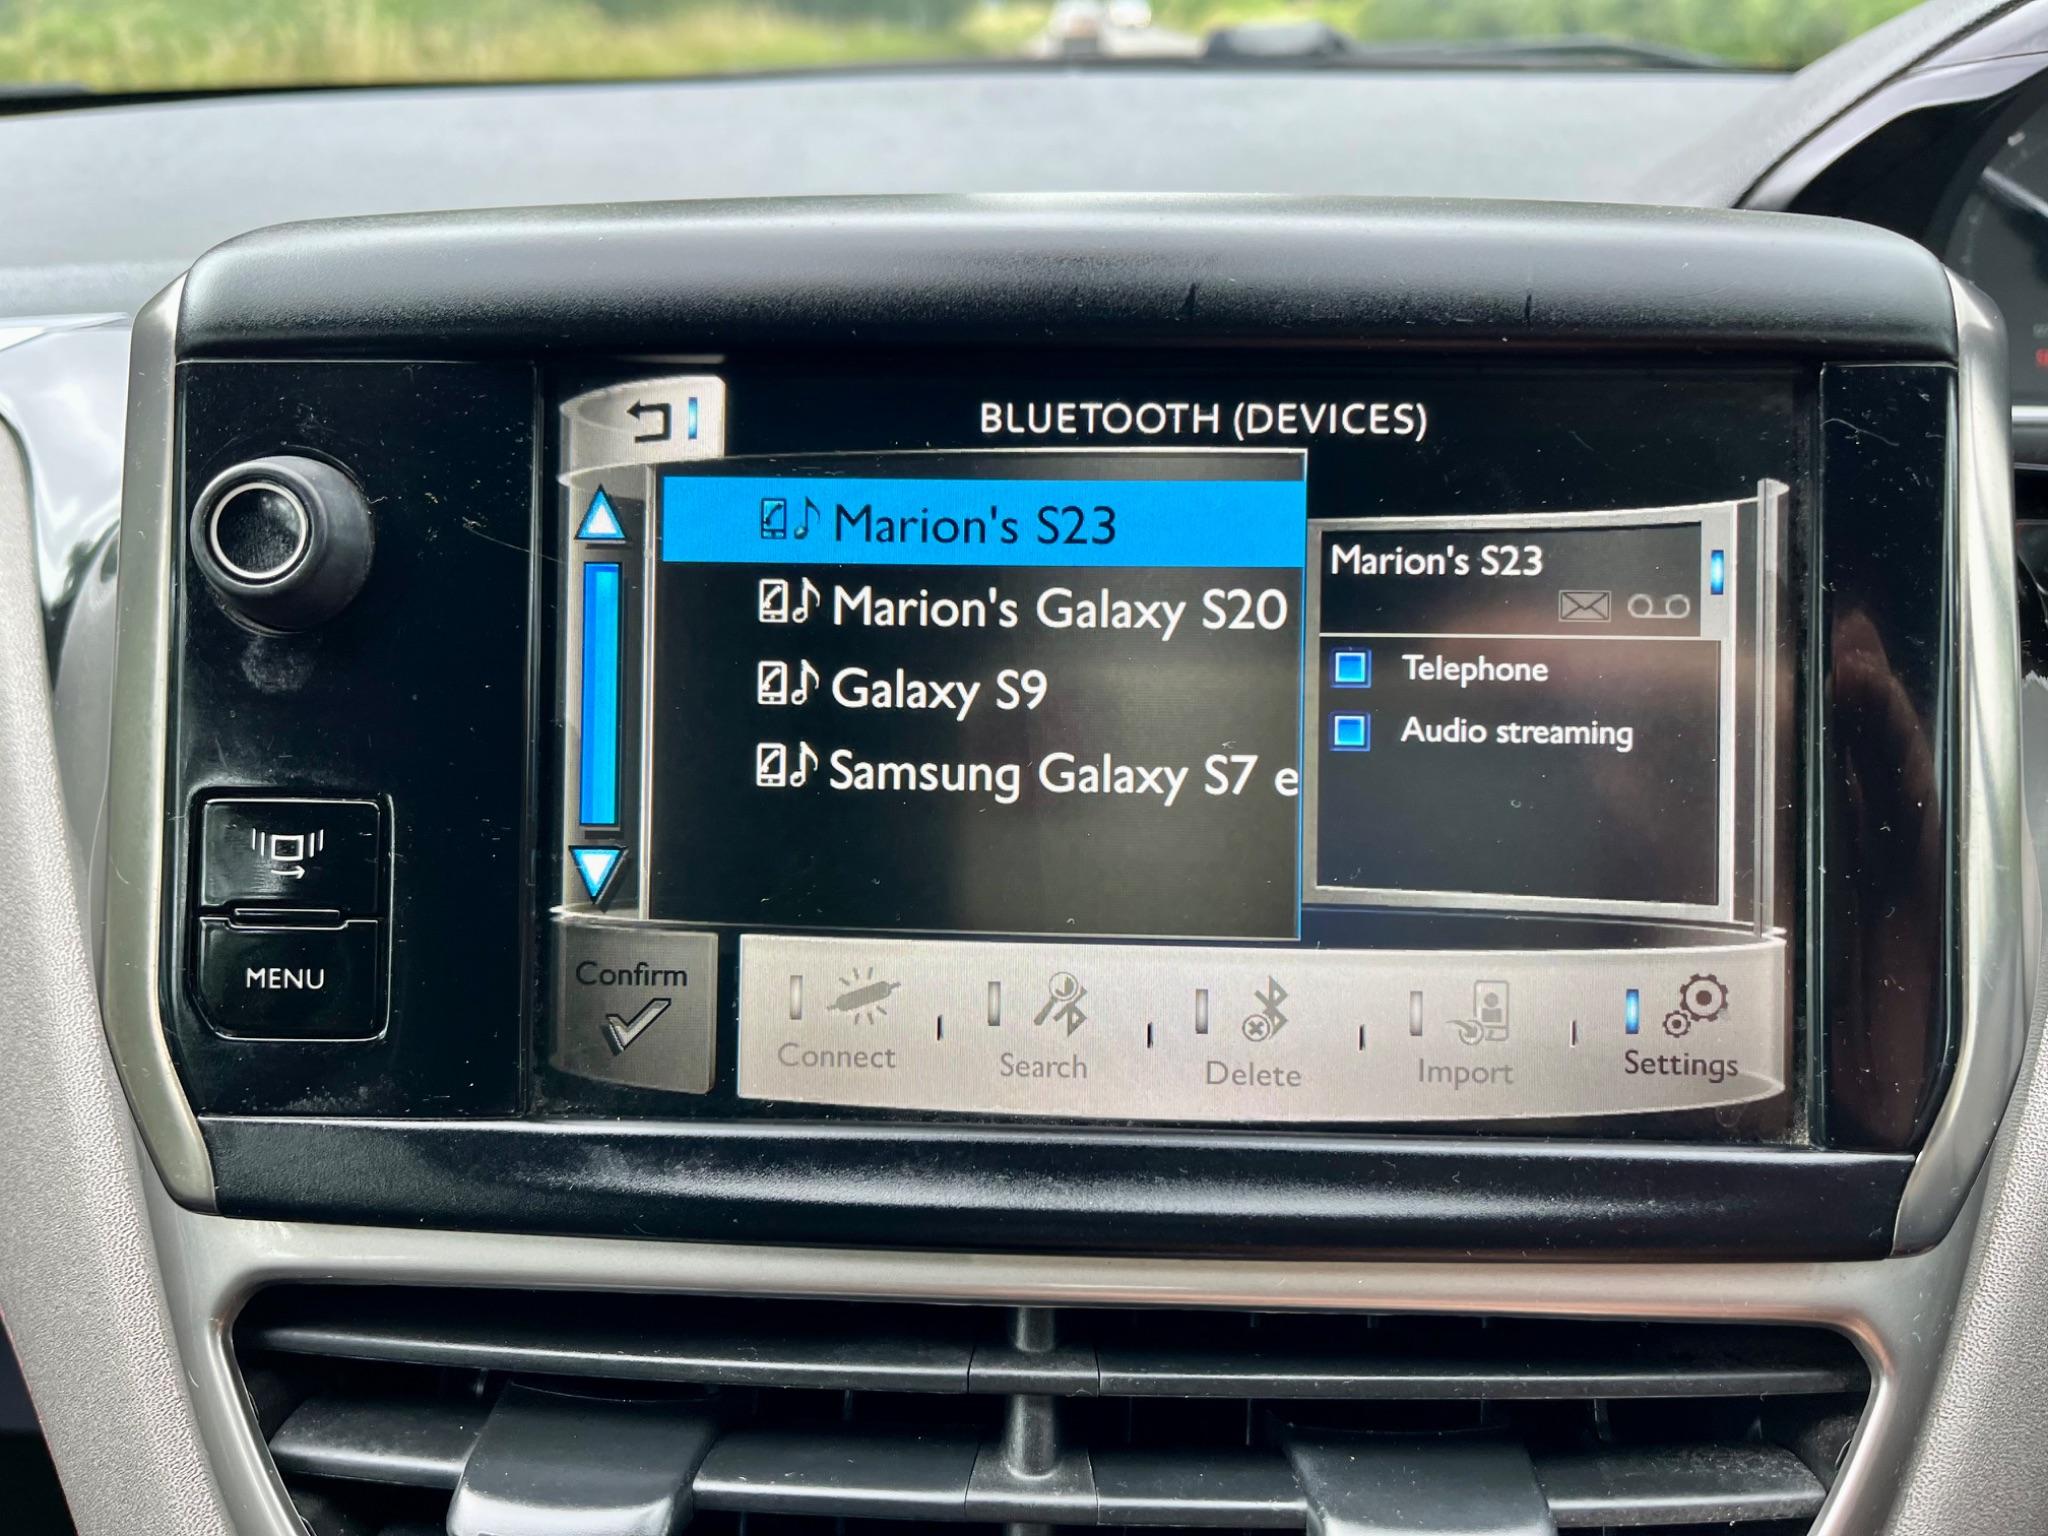 BLUETOOTH (DEVICES)
Marion's S23
Marion's Galaxy S20
Galaxy S9
Samsung Galaxy S7 e
Marion's S23
Telephone
Audio streaming
MENU
Confirm
Connect
Search
Delete
Import
Settings